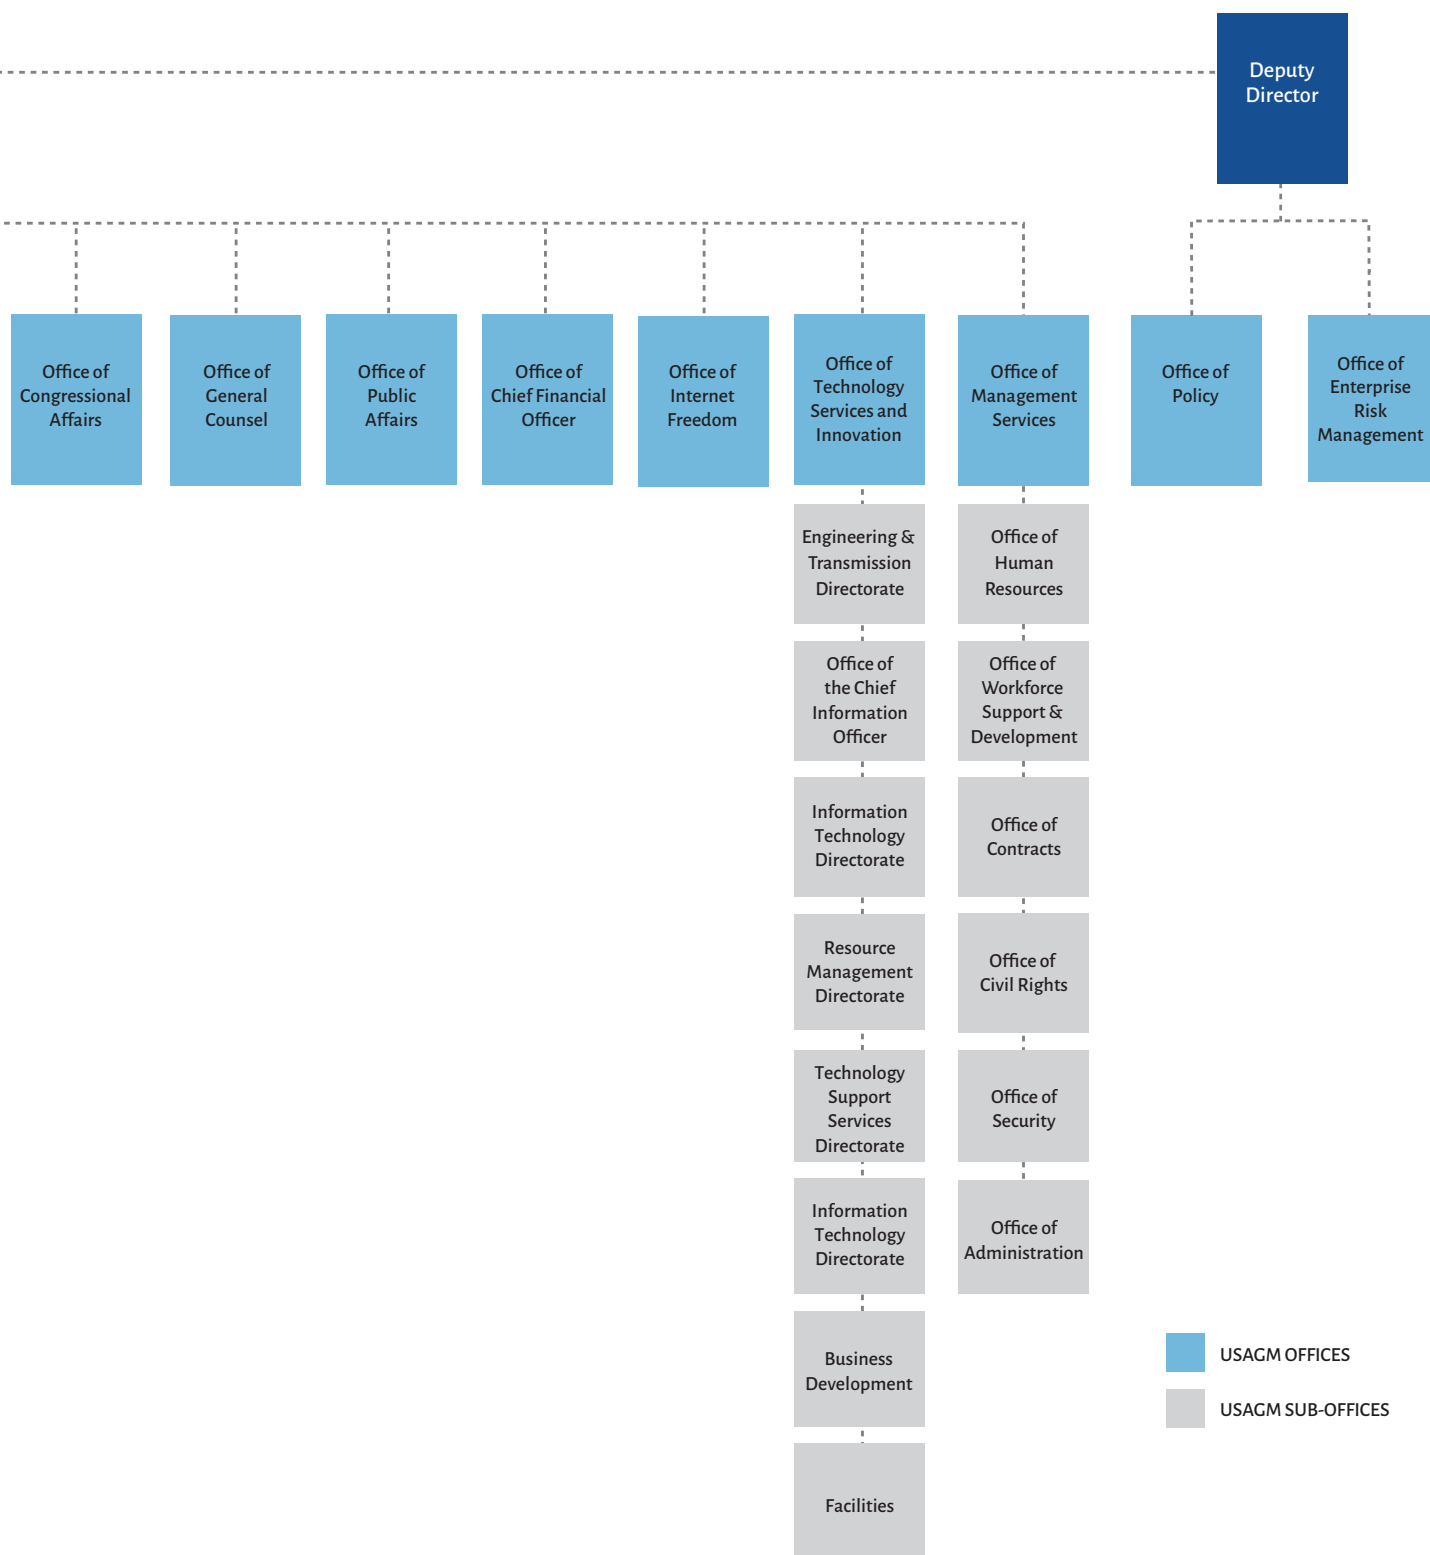 Deputy
Director
Office of
Congressional
Affairs
Office of
General
Counsel
Office of
Public
Affairs
Office of
Chief Financial
Officer
Office of
Internet
Freedom
Office of
Technology
Services and
Innovation
Office of
Management
Services
Office of
Policy
Office of
Enterprise
Risk
Management
Engineering &
Transmission
Directorate
Office of
the Chief
Information
Officer
Information
Technology
Directorate
Resource
Management
Directorate
Technology
Support
Services
Directorate
Information
Technology
Directorate
Business
Development
Facilities
Office of
Human
Resources
Office of
Workforce
Support &
Development
Office of
Contracts
Office of
Civil Rights
Office of
Security
Office of
Administration
USAGM OFFICES
USAGM SUB-OFFICES